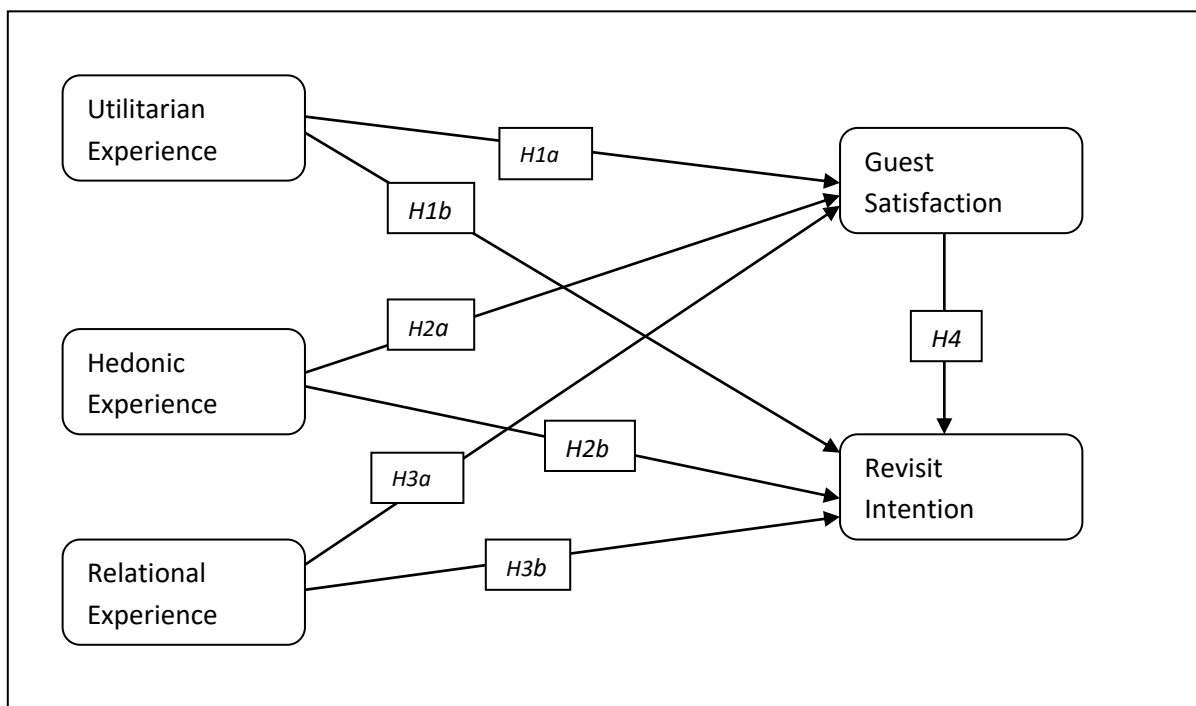 Utilitarian
Experience
H1a
Guest
Satisfaction
H1b
H2a
Hedonic
Experience
H4
H2b
H3a
Revisit
Intention
Relational
Experience
H3b